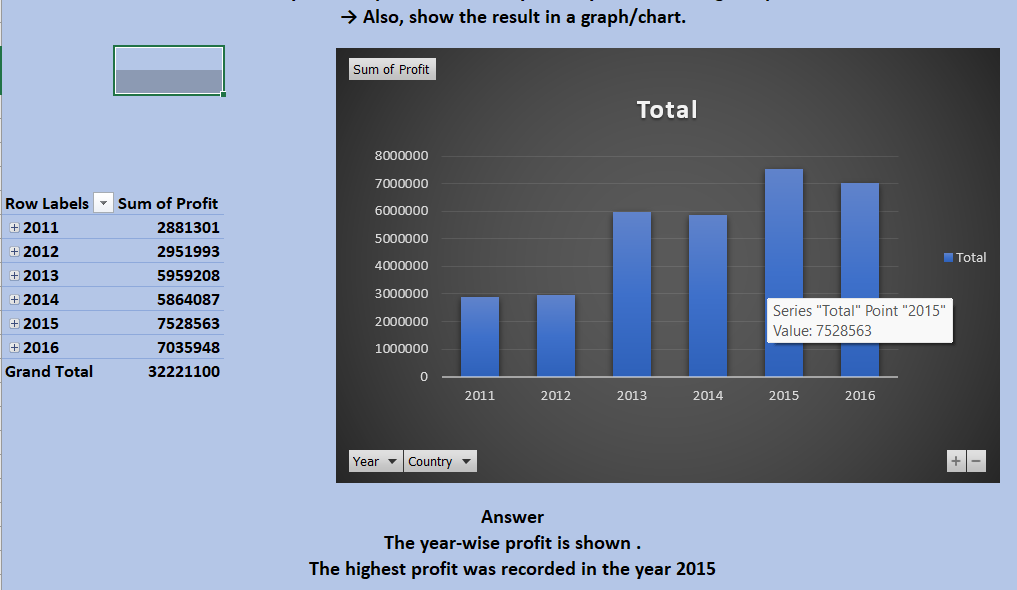 → Also, show the result in a graph/chart.
Sum of Profit
Total
8000000
7000000
6000000
5000000
4000000
3000000
2000000
1000000
0
2011 2012 2013 2014 2015 2016
Total
Series "Total" Point "2015"
Value: 7528563
Year Country
+ −
Row Labels Sum of Profit
2011 2881301
2012 2951993
2013 5959208
2014 5864087
2015 7528563
2016 7035948
Grand Total 32221100
Answer
The year-wise profit is shown .
The highest profit was recorded in the year 2015